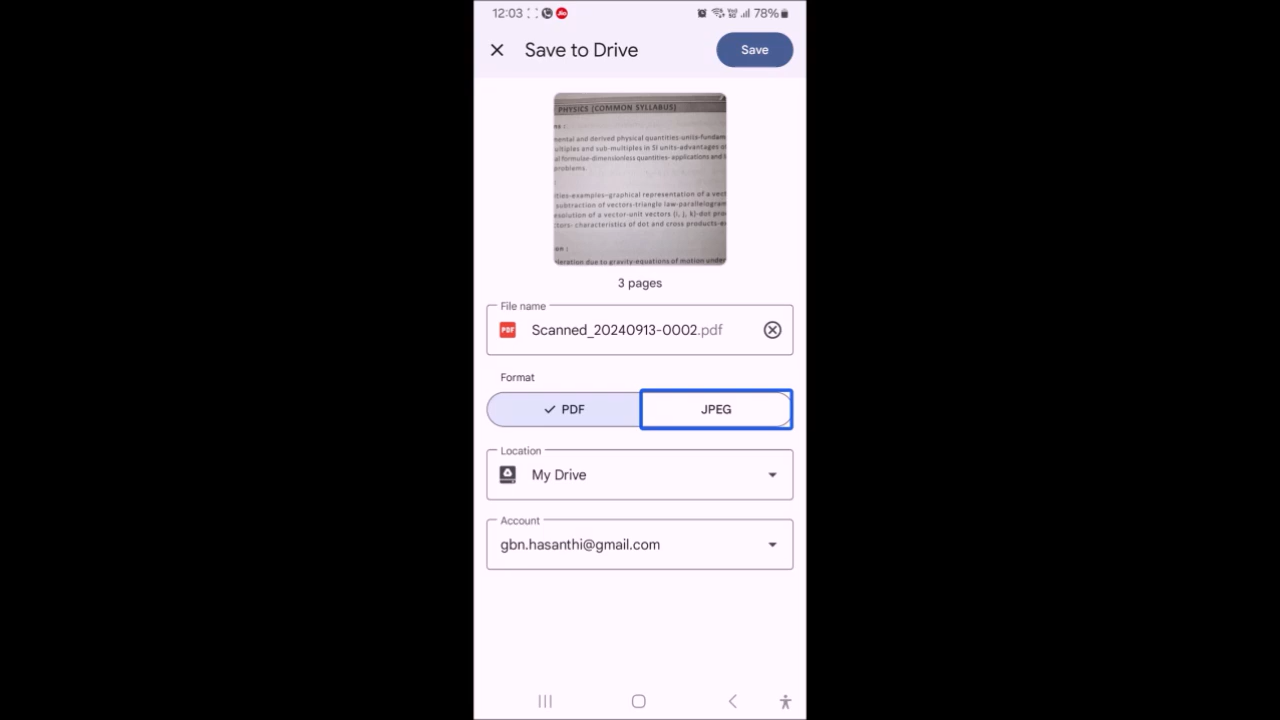 12:03 78%
Save to Drive
Save
PHYSICS (COMMON SYLLABUS)
ns :
mental and derived physical quantities-units-fundam
ultiples and sub-multiples in SI units-advantages o
al formulae-dimensionless quantities- applications and l
problems.
ities-examples-graphical representation of a vect
subtraction of vectors-triangle law-parallelogram
esolution of a vector-unit vectors (i, j, k)-dot pro
tors- characteristics of dot and cross products-e
on :
leration due to gravity-equations of motion under
3 pages
File name
PDF Scanned_20240913-0002.pdf
Format
PDF JPEG
Location
My Drive
Account
gbn.hasanthi@gmail.com